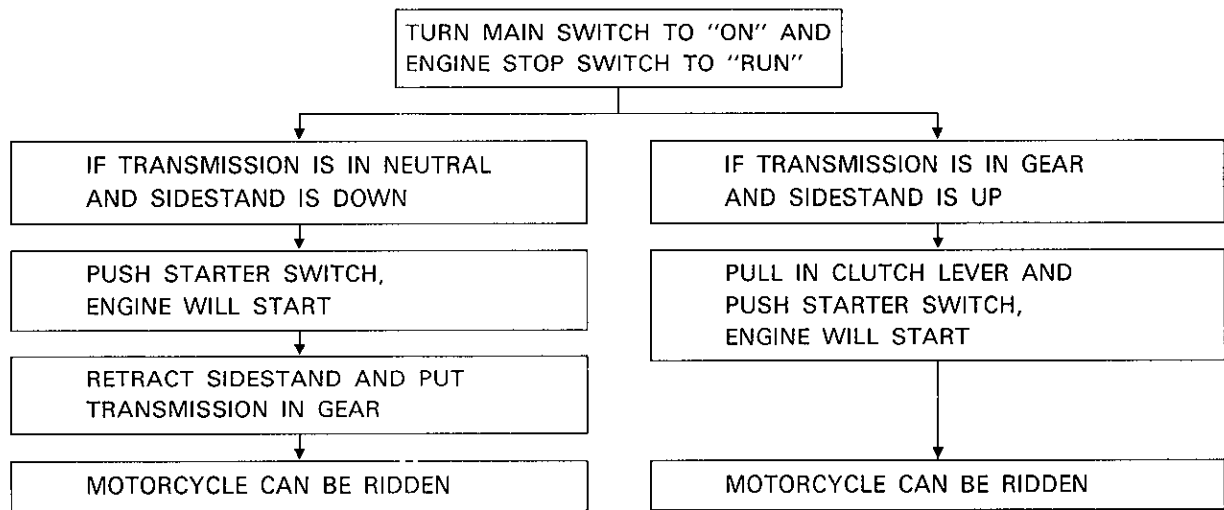 TURN MAIN SWITCH TO "ON" AND
ENGINE STOP SWITCH TO "RUN"
IF TRANSMISSION IS IN NEUTRAL
AND SIDESTAND IS DOWN
PUSH STARTER SWITCH,
ENGINE WILL START
RETRACT SIDESTAND AND PUT
TRANSMISSION IN GEAR
MOTORCYCLE CAN BE RIDDEN
IF TRANSMISSION IS IN GEAR
AND SIDESTAND IS UP
PULL IN CLUTCH LEVER AND
PUSH STARTER SWITCH,
ENGINE WILL START
MOTORCYCLE CAN BE RIDDEN